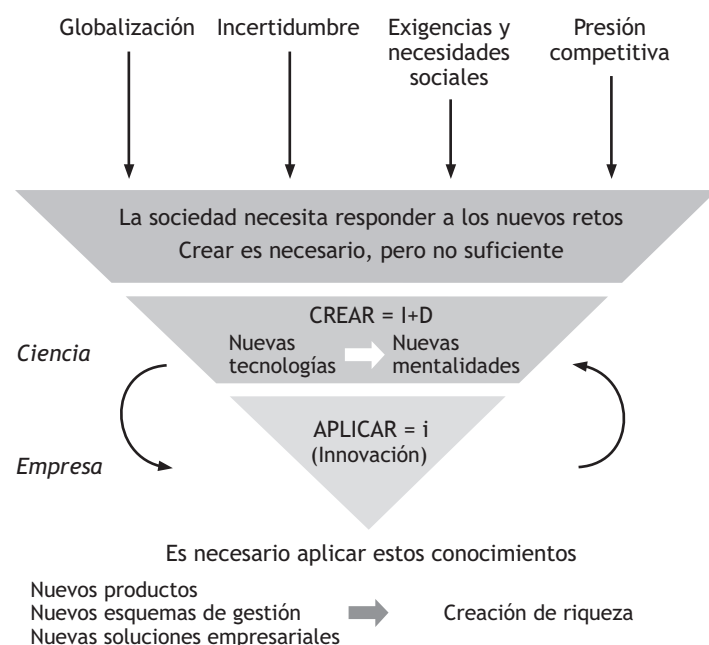 Globalización Incertidumbre Exigencias y necesidades sociales Presión competitiva
La sociedad necesita responder a los nuevos retos
Crear es necesario, pero no suficiente
CREAR = I+D
Ciencia
Nuevas tecnologías Nuevas mentalidades
APLICAR = i
(Innovación)
Empresa
Es necesario aplicar estos conocimientos
Nuevos productos
Nuevos esquemas de gestión Creación de riqueza
Nuevas soluciones empresariales